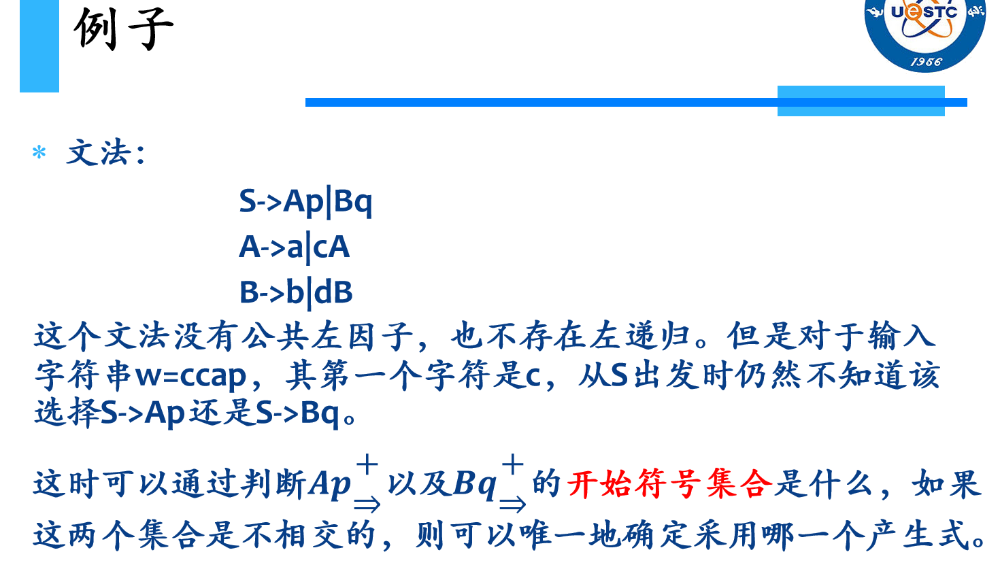 例子
UeSTC
1956
* 文法：
S->Ap|Bq
A->a|cA
B->b|dB
这个文法没有公共左因子，也不存在左递归。但是对于输入
字符串w=ccap，其第一个字符是c，从S出发时仍然不知道该
选择S->Ap还是S->Bq。
这时可以通过判断Ap+⇒以及Bq+⇒的开始符号集合是什么，如果
这两个集合是不相交的，则可以唯一地确定采用哪一个产生式。